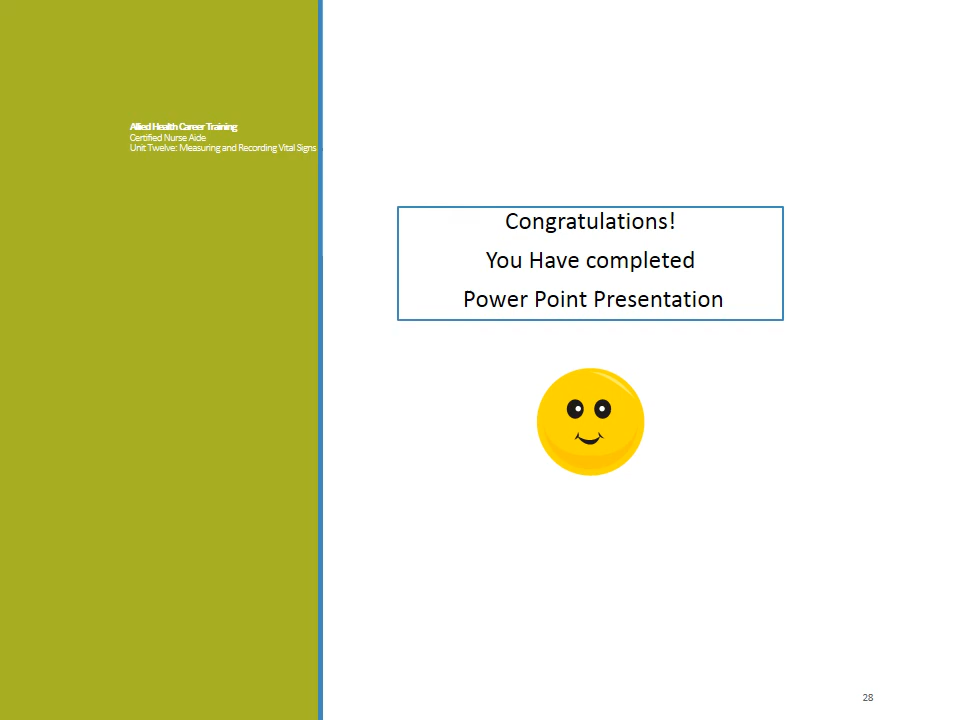 Allied Health Career Training
Certified Nurse Aide
Unit Twelve: Measuring and Recording Vital Signs
Congratulations!
You Have completed
Power Point Presentation
28